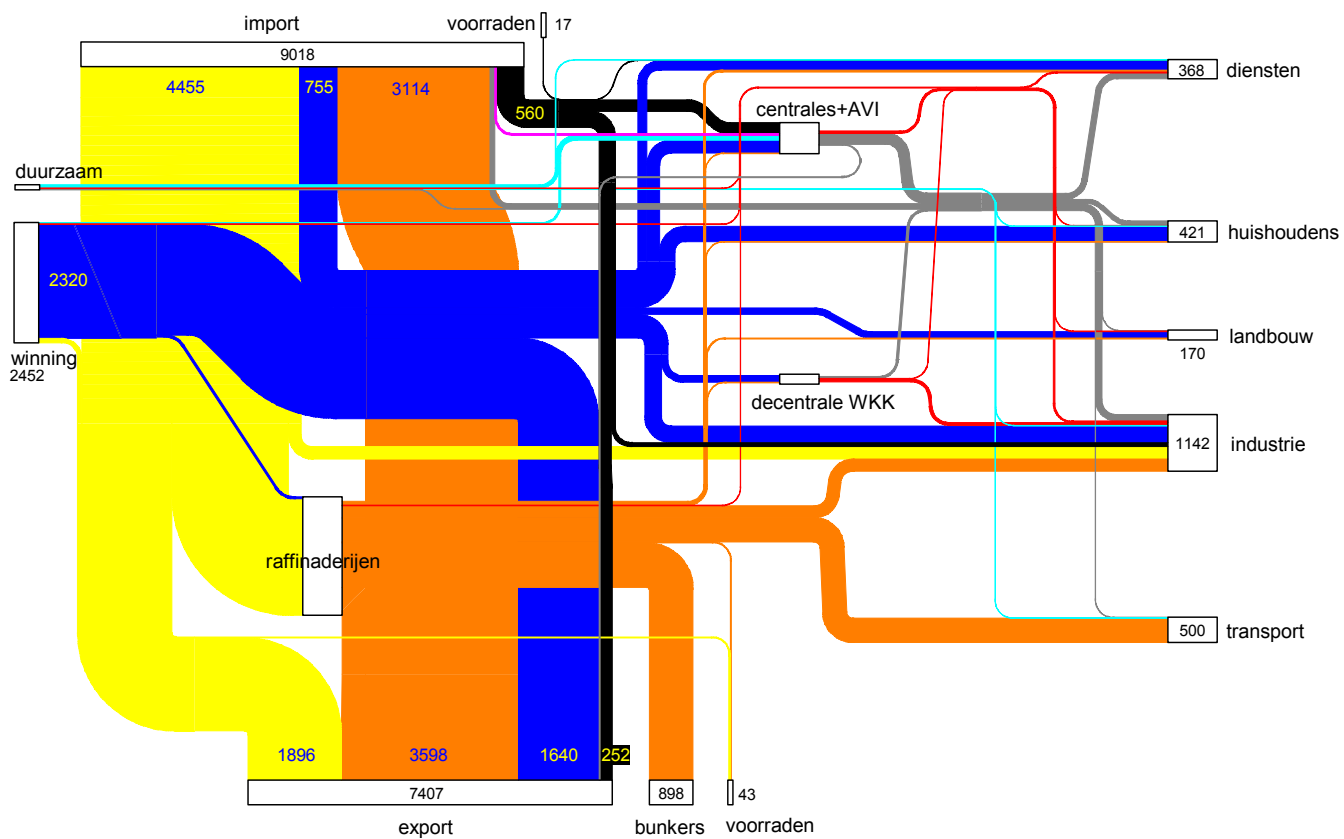 import
voorraden
17
9018
4455
755
3114
560
368
diensten
centrales+AVI
duurzaam
421
huishoudens
2320
winning
2452
landbouw
170
decentrale WKK
1142
industrie
raffinaderijen
500
transport
1896
3598
1640
252
7407
898
43
export
bunkers
voorraden